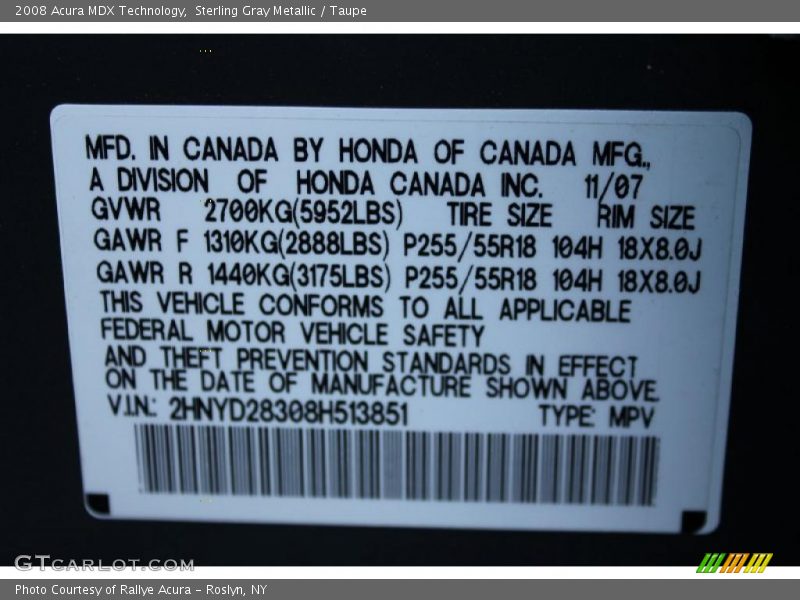 2008 Acura MDX Technology, Sterling Gray Metallic / Taupe
MFD. IN CANADA BY HONDA OF CANADA MFG.,
A DIVISION OF HONDA CANADA INC. 11/07
GVWR 2700KG(5952LBS) TIRE SIZE RIM SIZE
GAWR F 1310KG(2888LBS) P255/55R18 104H 18X8.0J
GAWR R 1440KG(3175LBS) P255/55R18 104H 18X8.0J
THIS VEHICLE CONFORMS TO ALL APPLICABLE
FEDERAL MOTOR VEHICLE SAFETY
AND THEFT PREVENTION STANDARDS IN EFFECT
ON THE DATE OF MANUFACTURE SHOWN ABOVE.
V.I.N.: 2HNYD28308H513851 TYPE: MPV
GTCARLOT.COM
Photo Courtesy of Rallye Acura - Roslyn, NY